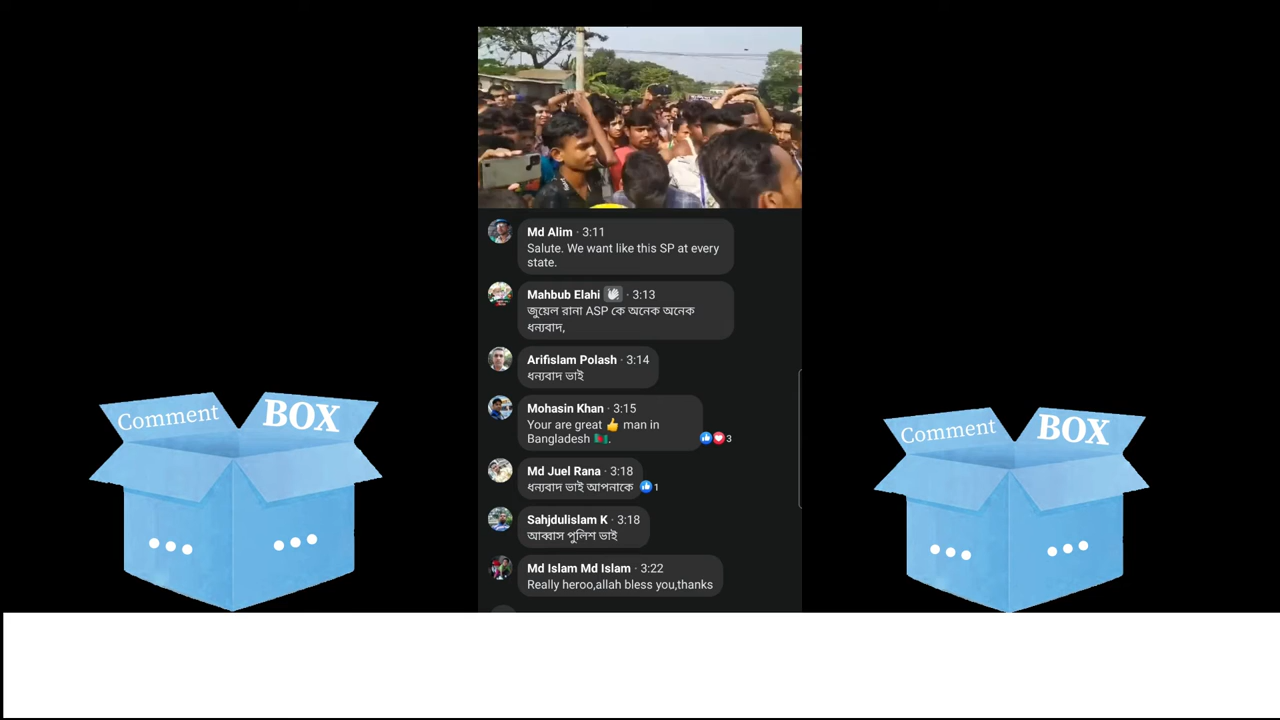 Md Alim · 3:11
Salute. We want like this SP at every
state.
Mahbub Elahi · 3:13
জুয়েল রানা ASP কে অনেক অনেক
ধন্যবাদ,
Arifislam Polash · 3:14
ধন্যবাদ ভাই
Mohasin Khan · 3:15
Your are great 👍 man in
Bangladesh 🇧🇩.
3
Md Juel Rana · 3:18
ধন্যবাদ ভাই আপনাকে
1
Sahjdulislam K · 3:18
আব্বাস পুলিশ ভাই
Md Islam Md Islam · 3:22
Really heroo,allah bless you,thanks
Comment BOX
Comment BOX